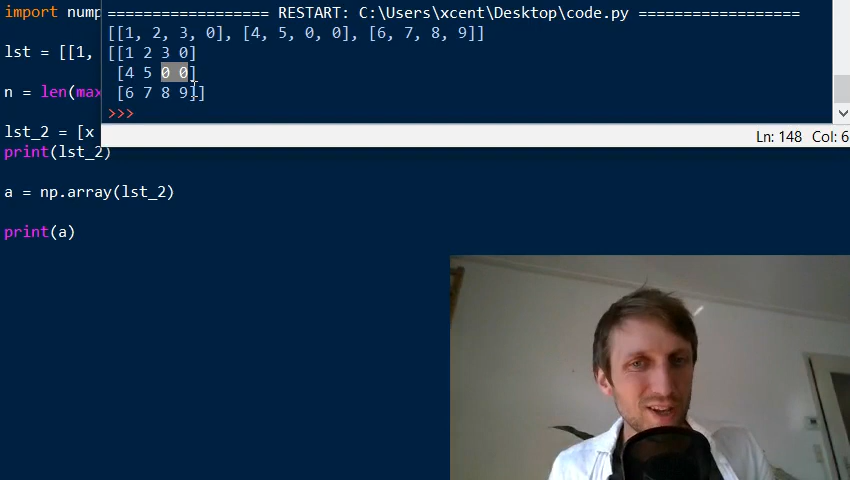 ================== RESTART: C:\Users\xcent\Desktop\code.py ==================
[[1, 2, 3, 0], [4, 5, 0, 0], [6, 7, 8, 9]]
[[1 2 3 0]
 [4 5 0 0]
 [6 7 8 9]]
>>>
Ln: 148 Col: 6
import
lst = [[1,
n = len(max
lst_2 = [x
print(lst_2)
a = np.array(lst_2)
print(a)